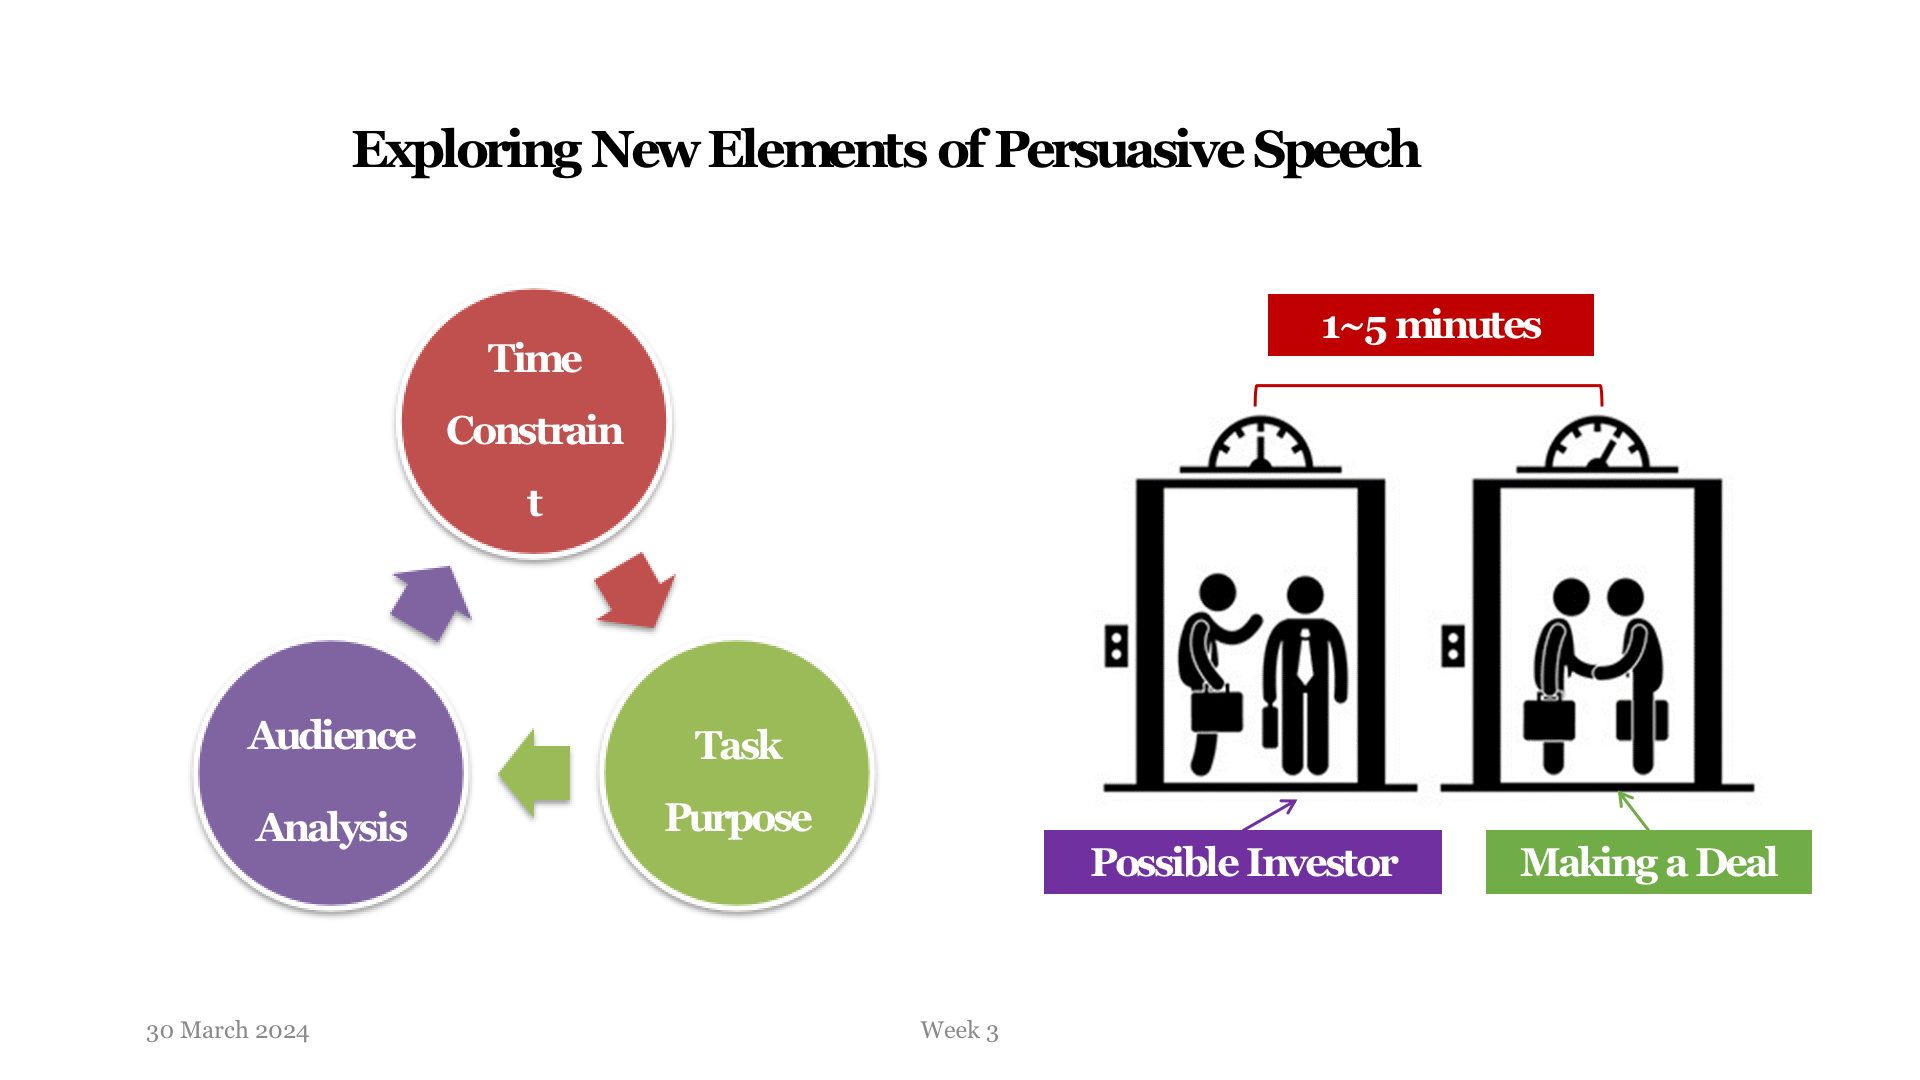 Exploring New Elements of Persuasive Speech
Time
Constrain
t
Audience
Analysis
Task
Purpose
1~5 minutes
Possible Investor
Making a Deal
30 March 2024
Week 3